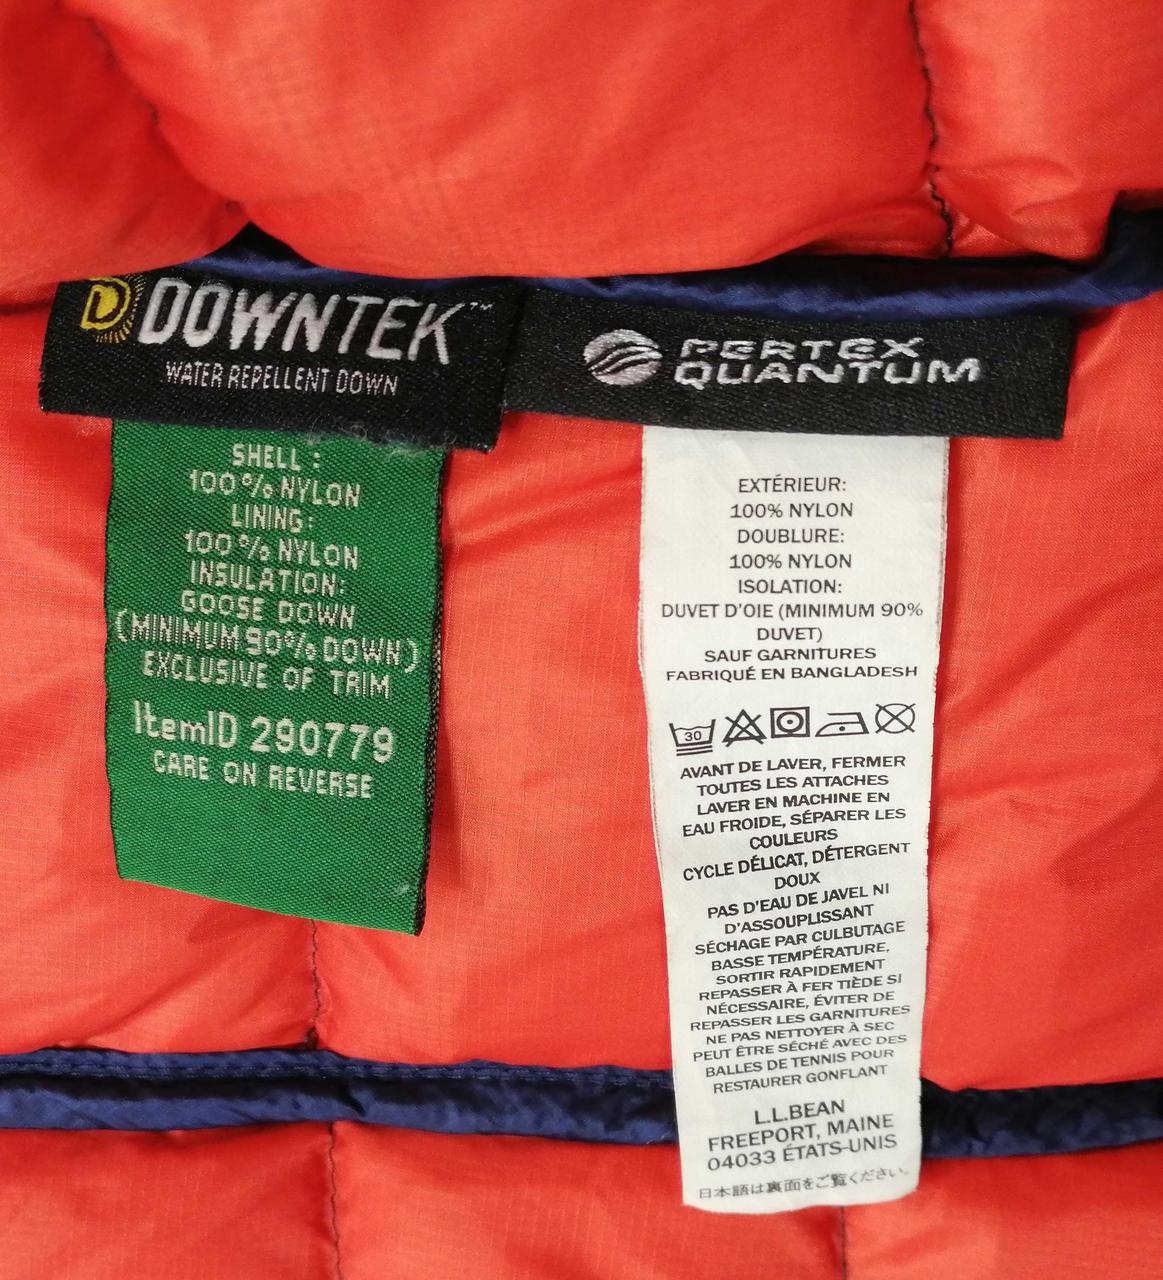 DOWNTEK™
WATER REPELLENT DOWN
SHELL :
100% NYLON
LINING:
100% NYLON
INSULATION:
GOOSE DOWN
(MINIMUM 90% DOWN)
EXCLUSIVE OF TRIM
ItemID 290779
CARE ON REVERSE
PERTEX
QUANTUM
EXTÉRIEUR:
100% NYLON
DOUBLURE:
100% NYLON
ISOLATION:
DUVET D'OIE (MINIMUM 90%
DUVET)
SAUF GARNITURES
FABRIQUÉ EN BANGLADESH
30
AVANT DE LAVER, FERMER
TOUTES LES ATTACHES
LAVER EN MACHINE EN
EAU FROIDE, SÉPARER LES
COULEURS
CYCLE DÉLICAT, DÉTERGENT
DOUX
PAS D'EAU DE JAVEL NI
D'ASSOUPLISSANT
SÉCHAGE PAR CULBUTAGE
BASSE TEMPÉRATURE,
SORTIR RAPIDEMENT
REPASSER À FER TIÈDE SI
NÉCESSAIRE, ÉVITER DE
REPASSER LES GARNITURES
NE PAS NETTOYER À SEC
PEUT ÊTRE SÉCHÉ AVEC DES
BALLES DE TENNIS POUR
RESTAURER GONFLANT
L.L.BEAN
FREEPORT, MAINE
04033 ÉTATS-UNIS
日本語は裏面をご覧ください。